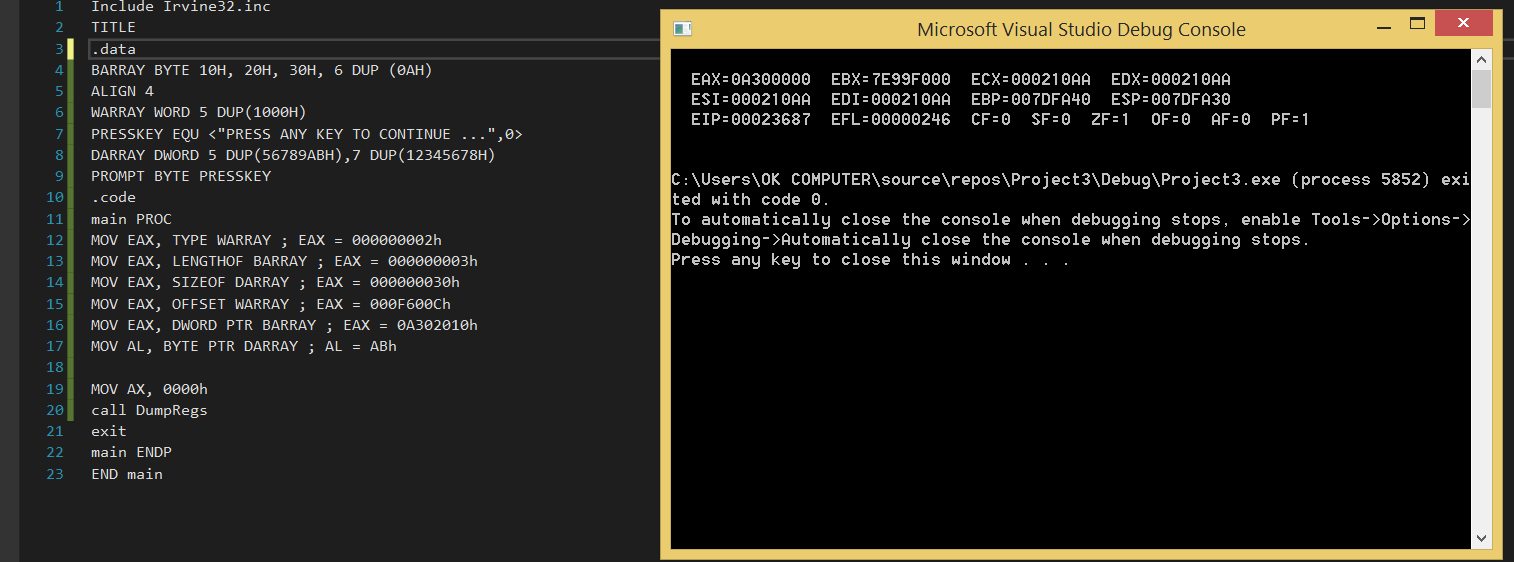 1 Include Irvine32.inc
2 TITLE
3 .data
4 BARRAY BYTE 10H, 20H, 30H, 6 DUP (0AH)
5 ALIGN 4
6 WARRAY WORD 5 DUP(1000H)
7 PRESSKEY EQU <"PRESS ANY KEY TO CONTINUE ...",0>
8 DARRAY DWORD 5 DUP(56789ABH),7 DUP(12345678H)
9 PROMPT BYTE PRESSKEY
10 .code
11 main PROC
12 MOV EAX, TYPE WARRAY ; EAX = 000000002h
13 MOV EAX, LENGTHOF BARRAY ; EAX = 000000003h
14 MOV EAX, SIZEOF DARRAY ; EAX = 000000030h
15 MOV EAX, OFFSET WARRAY ; EAX = 000F600Ch
16 MOV EAX, DWORD PTR BARRAY ; EAX = 0A302010h
17 MOV AL, BYTE PTR DARRAY ; AL = ABh
18
19 MOV AX, 0000h
20 call DumpRegs
21 exit
22 main ENDP
23 END main
Microsoft Visual Studio Debug Console
EAX=0A300000 EBX=7E99F000 ECX=000210AA EDX=000210AA
ESI=000210AA EDI=000210AA EBP=007DFA40 ESP=007DFA30
EIP=00023687 EFL=00000246 CF=0 SF=0 ZF=1 OF=0 AF=0 PF=1
C:\Users\OK COMPUTER\source\repos\Project3\Debug\Project3.exe (process 5852) exi
ted with code 0.
To automatically close the console when debugging stops, enable Tools->Options->
Debugging->Automatically close the console when debugging stops.
Press any key to close this window . . .